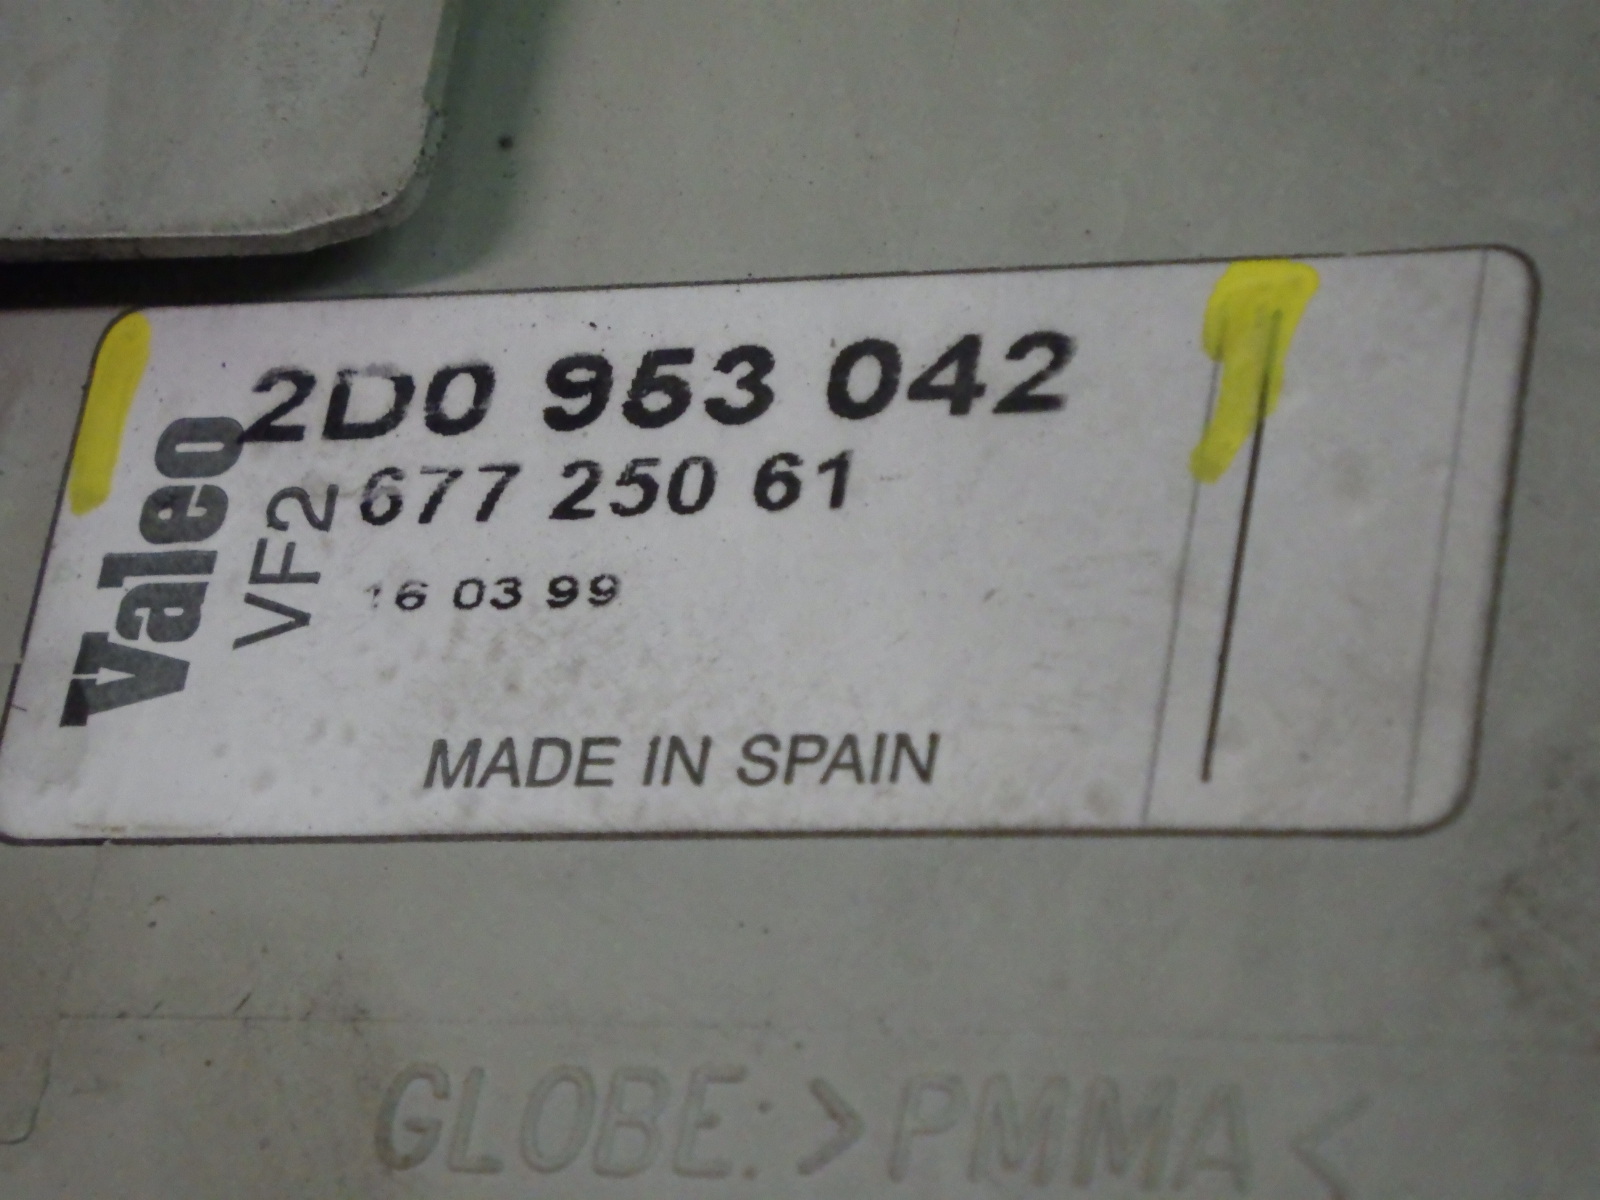 Valeo
VF2
2D0 953 042
677 250 61
16 03 99
MADE IN SPAIN
GLOBE: >PMMA<